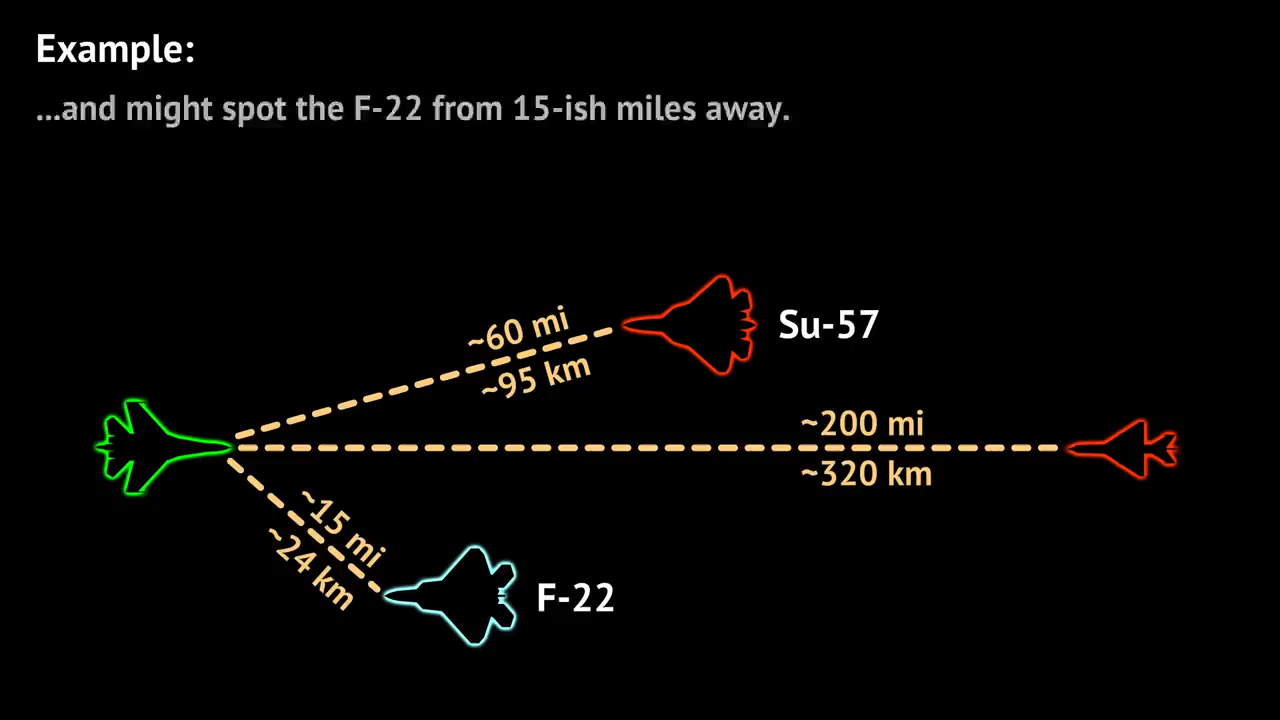 Example:
...and might spot the F-22 from 15-ish miles away.
~60 mi
~95 km
Su-57
~200 mi
~320 km
~15 mi
~24 km
F-22